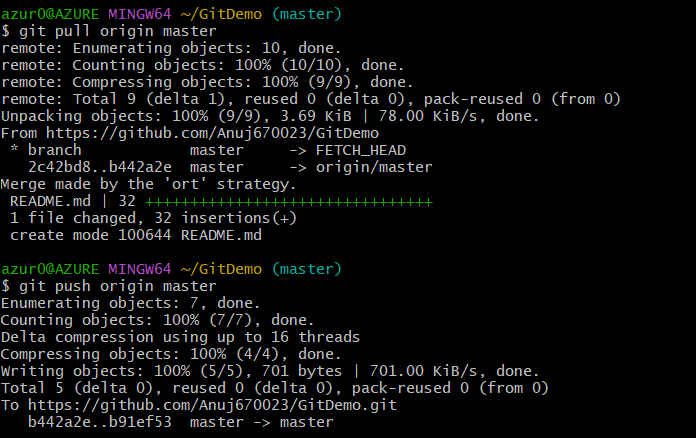 azur0@AZURE MINGW64 ~/GitDemo (master)
$ git pull origin master
remote: Enumerating objects: 10, done.
remote: Counting objects: 100% (10/10), done.
remote: Compressing objects: 100% (9/9), done.
remote: Total 9 (delta 1), reused 0 (delta 0), pack-reused 0 (from 0)
Unpacking objects: 100% (9/9), 3.69 KiB | 78.00 KiB/s, done.
From https://github.com/Anuj670023/GitDemo
 * branch            master     -> FETCH_HEAD
   2c42bd8..b442a2e  master     -> origin/master
Merge made by the 'ort' strategy.
 README.md | 32 ++++++++++++++++++++++++++++++++
 1 file changed, 32 insertions(+)
 create mode 100644 README.md
azur0@AZURE MINGW64 ~/GitDemo (master)
$ git push origin master
Enumerating objects: 7, done.
Counting objects: 100% (7/7), done.
Delta compression using up to 16 threads
Compressing objects: 100% (4/4), done.
Writing objects: 100% (5/5), 701 bytes | 701.00 KiB/s, done.
Total 5 (delta 0), reused 0 (delta 0), pack-reused 0 (from 0)
To https://github.com/Anuj670023/GitDemo.git
   b442a2e..b91ef53  master -> master